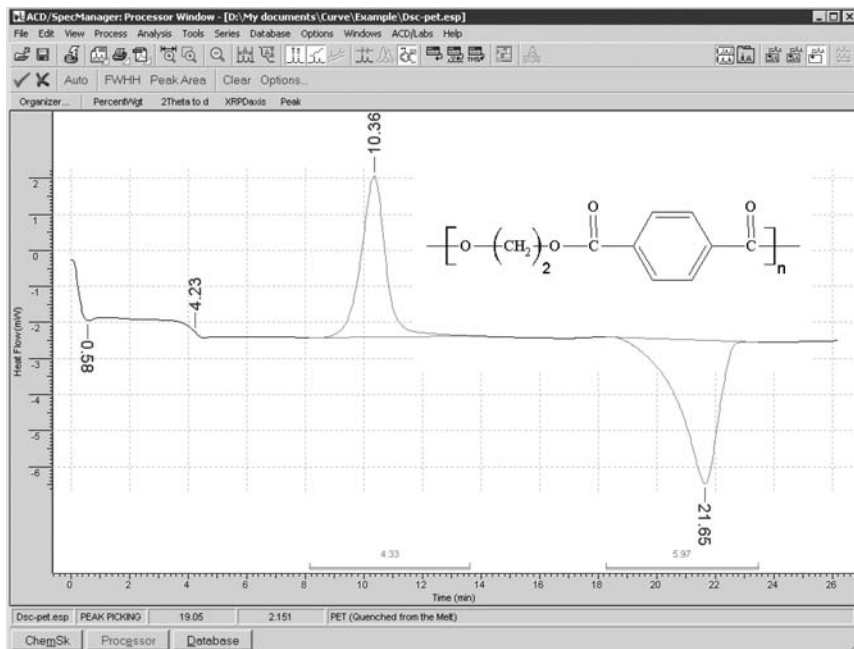 ACD/SpecManager: Processor Window - [D:\My documents\Curve\Example\Dsc-pet.esp]
File Edit View Process Analysis Tools Series Database Options Windows ACD/Labs Help
Auto FWHH Peak Area Clear Options...
Organizer... PercentWgt 2Theta to d XRPDaxis Peak
10.36
4.23
0.58
21.65
O (CH2)2 O C O C O n
Heat Flow (mW)
2
1
0
-1
-2
-3
-4
-5
-6
4.33 5.97
0 2 4 6 8 10 12 14 16 18 20 22 24 26
Time (min)
Dsc-pet.esp PEAK PICKING 19.05 2.151 PET (Quenched from the Melt)
ChemSk Processor Database